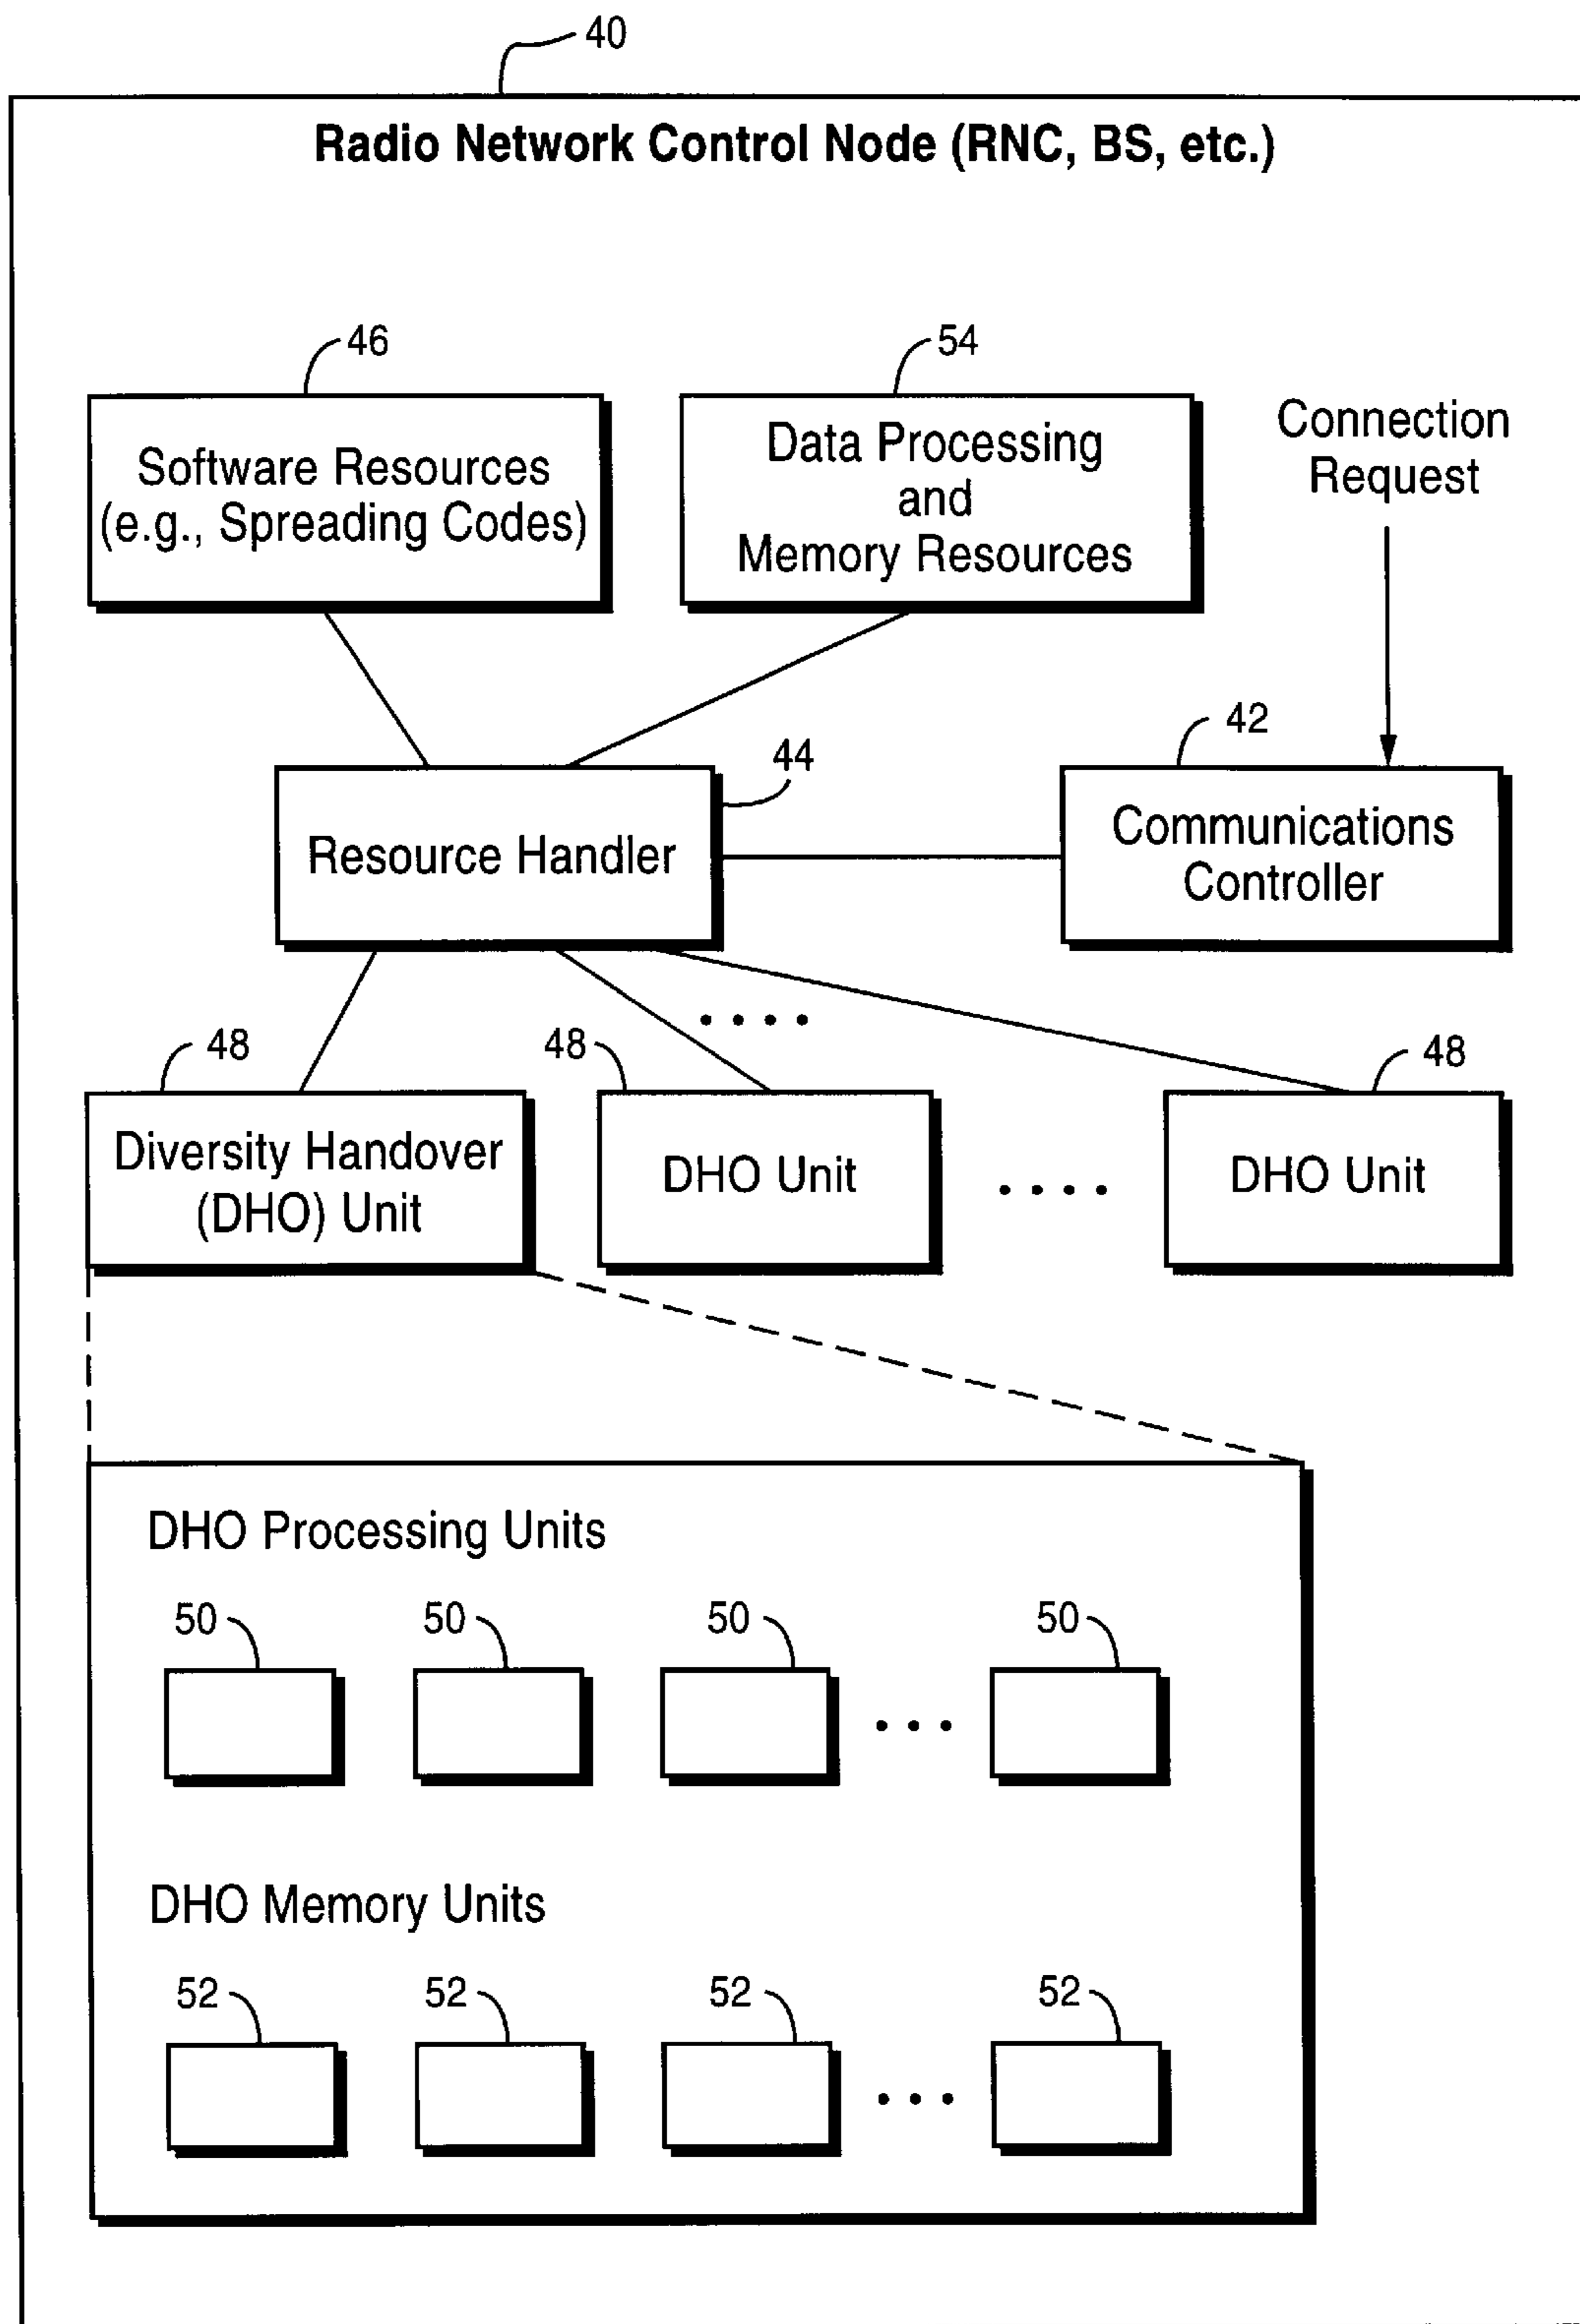 40
Radio Network Control Node (RNC, BS, etc.)
46
54
Software Resources
(e.g., Spreading Codes)
Data Processing
and
Memory Resources
Connection
Request
42
44
Resource Handler
Communications
Controller
48
48
48
Diversity Handover
(DHO) Unit
DHO Unit
DHO Unit
DHO Processing Units
50
50
50
50
DHO Memory Units
52
52
52
52